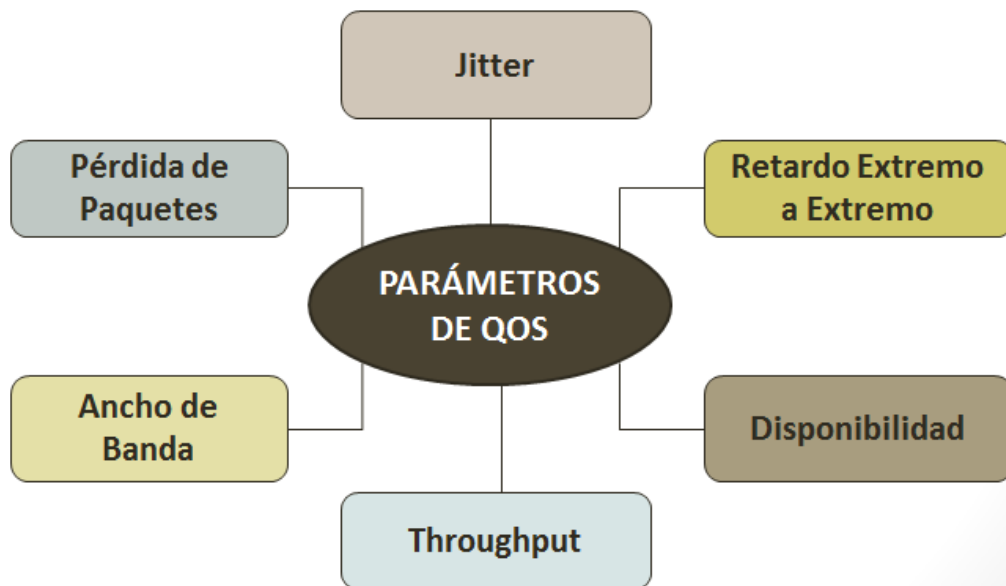 Jitter
Pérdida de
Paquetes
Retardo Extremo
a Extremo
PARÁMETROS
DE QOS
Ancho de
Banda
Disponibilidad
Throughput